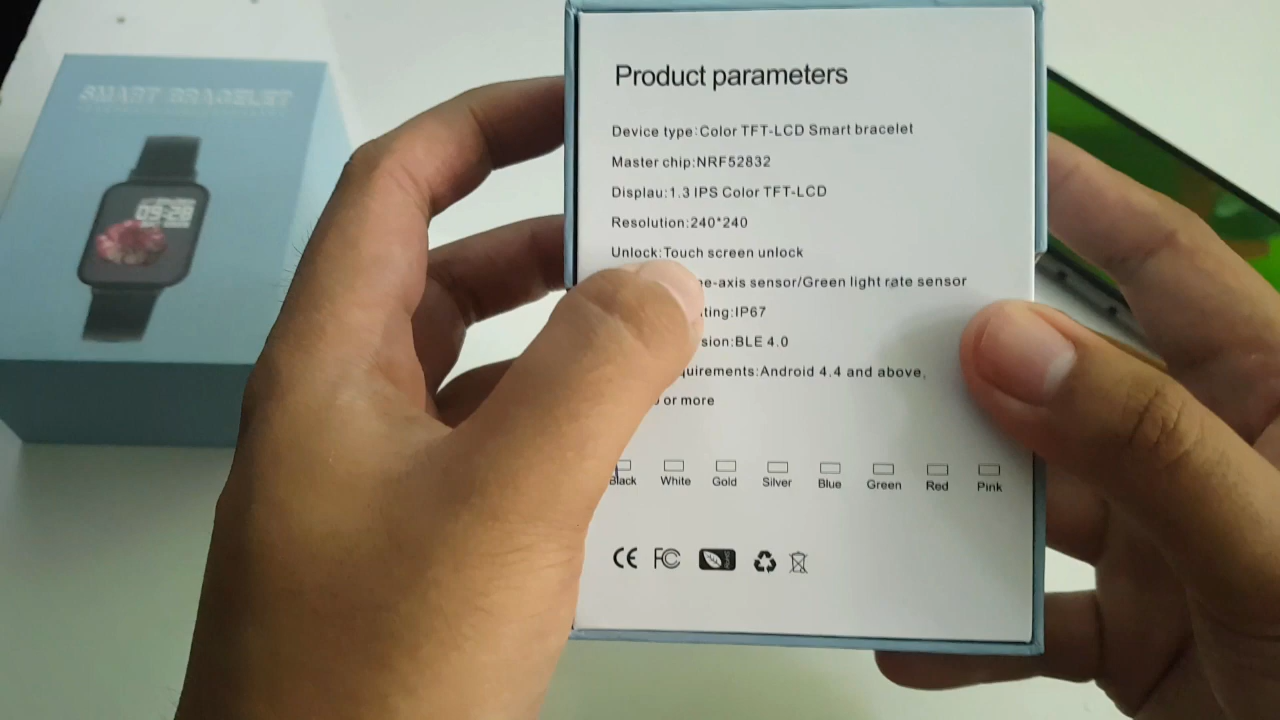 SMART BRACELET
09:28
Product parameters
Device type:Color TFT-LCD Smart bracelet
Master chip:NRF52832
Displau:1.3 IPS Color TFT-LCD
Resolution:240*240
Unlock:Touch screen unlock
e-axis sensor/Green light rate sensor
ting:IP67
sion:BLE 4.0
quirements:Android 4.4 and above,
or more
Black White Gold Silver Blue Green Red Pink
CE FC